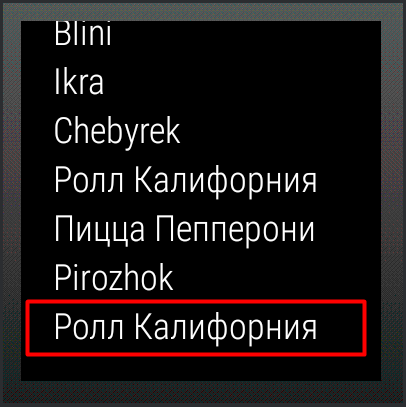 Blini
Ikra
Chebyrek
Ролл Калифорния
Пицца Пепперони
Pirozhok
Ролл Калифорния